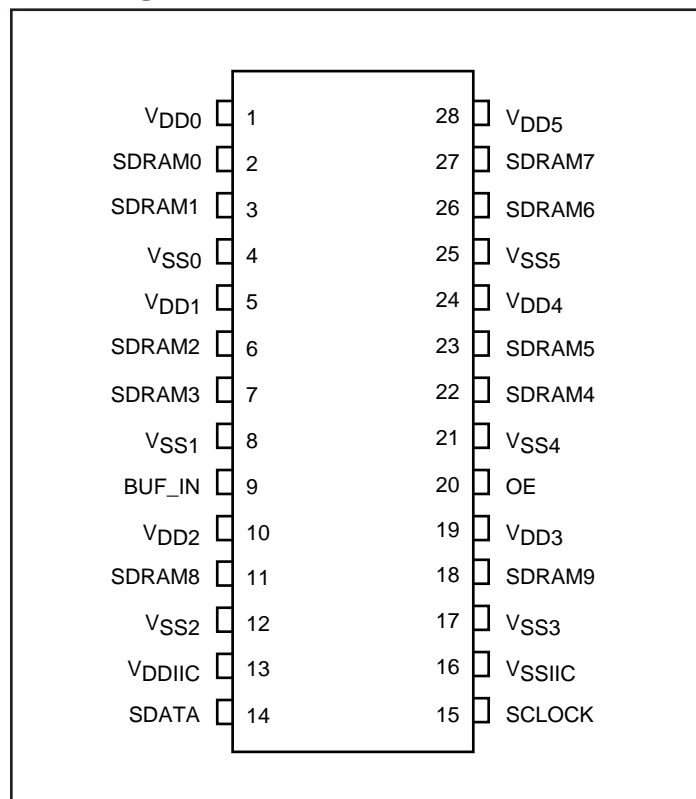 VDD0 1 28 VDD5
SDRAM0 2 27 SDRAM7
SDRAM1 3 26 SDRAM6
VSS0 4 25 VSS5
VDD1 5 24 VDD4
SDRAM2 6 23 SDRAM5
SDRAM3 7 22 SDRAM4
VSS1 8 21 VSS4
BUF_IN 9 20 OE
VDD2 10 19 VDD3
SDRAM8 11 18 SDRAM9
VSS2 12 17 VSS3
VDDIIC 13 16 VSSIIC
SDATA 14 15 SCLOCK